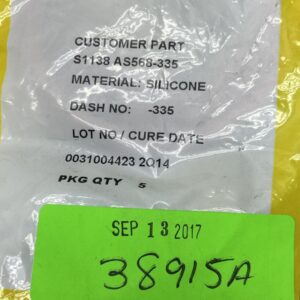 CUSTOMER PART
S1138 AS568-335
MATERIAL: SILICONE
DASH NO: -335
LOT NO / CURE DATE
0031004423 2Q14
PKG QTY 5
SEP 13 2017
38915A